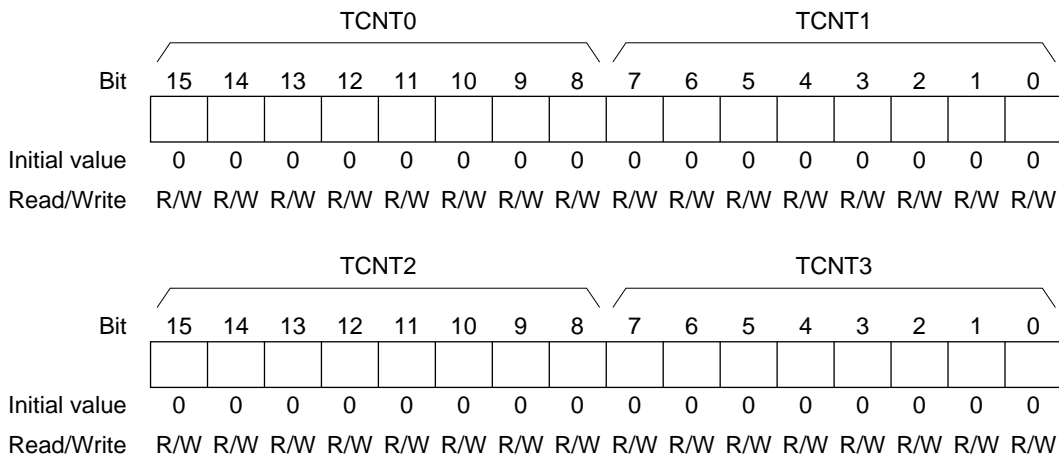 TCNT0 TCNT1
Bit 15 14 13 12 11 10 9 8 7 6 5 4 3 2 1 0
Initial value 0 0 0 0 0 0 0 0 0 0 0 0 0 0 0 0
Read/Write R/W R/W R/W R/W R/W R/W R/W R/W R/W R/W R/W R/W R/W R/W R/W R/W
TCNT2 TCNT3
Bit 15 14 13 12 11 10 9 8 7 6 5 4 3 2 1 0
Initial value 0 0 0 0 0 0 0 0 0 0 0 0 0 0 0 0
Read/Write R/W R/W R/W R/W R/W R/W R/W R/W R/W R/W R/W R/W R/W R/W R/W R/W